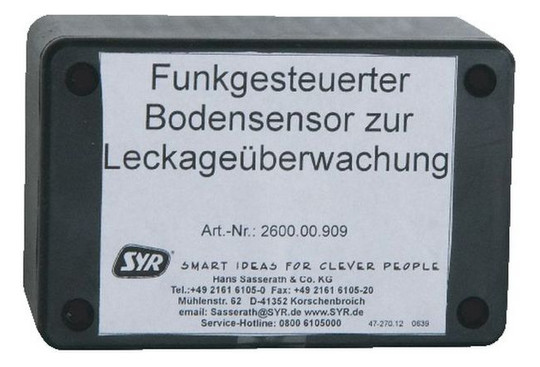 Funkgesteuerter
Bodensensor zur
Leckageüberwachung
Art.-Nr.: 2600.00.909
SYR SMART IDEAS FOR CLEVER PEOPLE
Hans Sasserath & Co. KG
Tel.:+49 2161 6105-0 Fax: +49 2161 6105-20
Mühlenstr. 62 D-41352 Korschenbroich
email: Sasserath@SYR.de www.SYR.de
Service-Hotline: 0800 6105000 47-270.12 0639